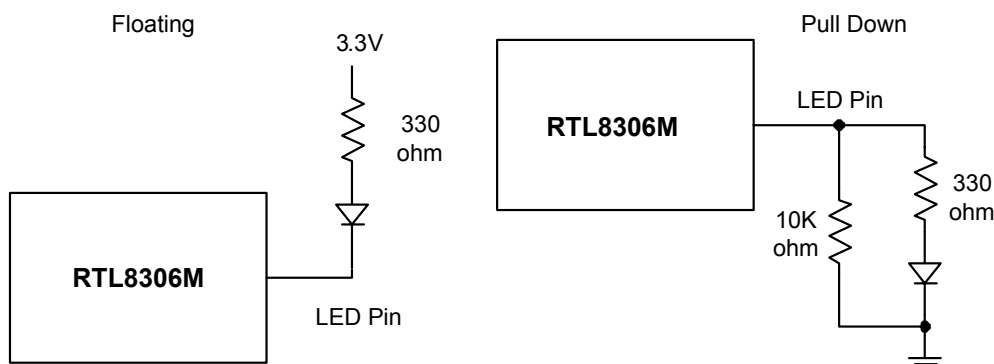 Floating
3.3V
330
ohm
RTL8306M
LED Pin
Pull Down
LED Pin
RTL8306M
10K
ohm
330
ohm